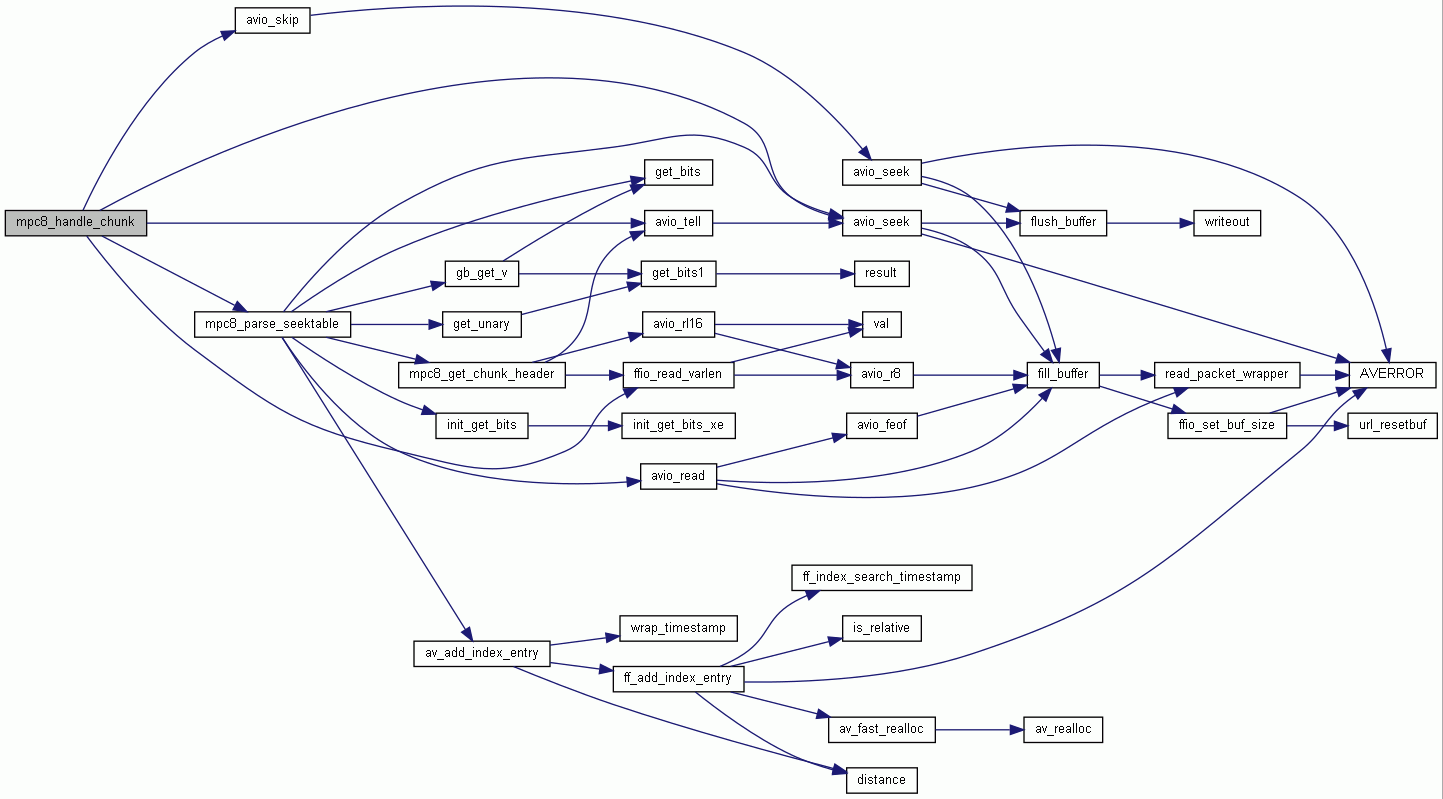 avio_skip
avio_seek
get_bits
mpc8_handle_chunk
avio_tell
avio_seek
flush_buffer
writeout
gb_get_v
get_bits1
result
mpc8_parse_seektable
get_unary
avio_rl16
val
mpc8_get_chunk_header
ffio_read_varlen
avio_r8
fill_buffer
read_packet_wrapper
AVERROR
init_get_bits
init_get_bits_xe
avio_feof
ffio_set_buf_size
url_resetbuf
avio_read
ff_index_search_timestamp
wrap_timestamp
is_relative
av_add_index_entry
ff_add_index_entry
av_fast_realloc
av_realloc
distance